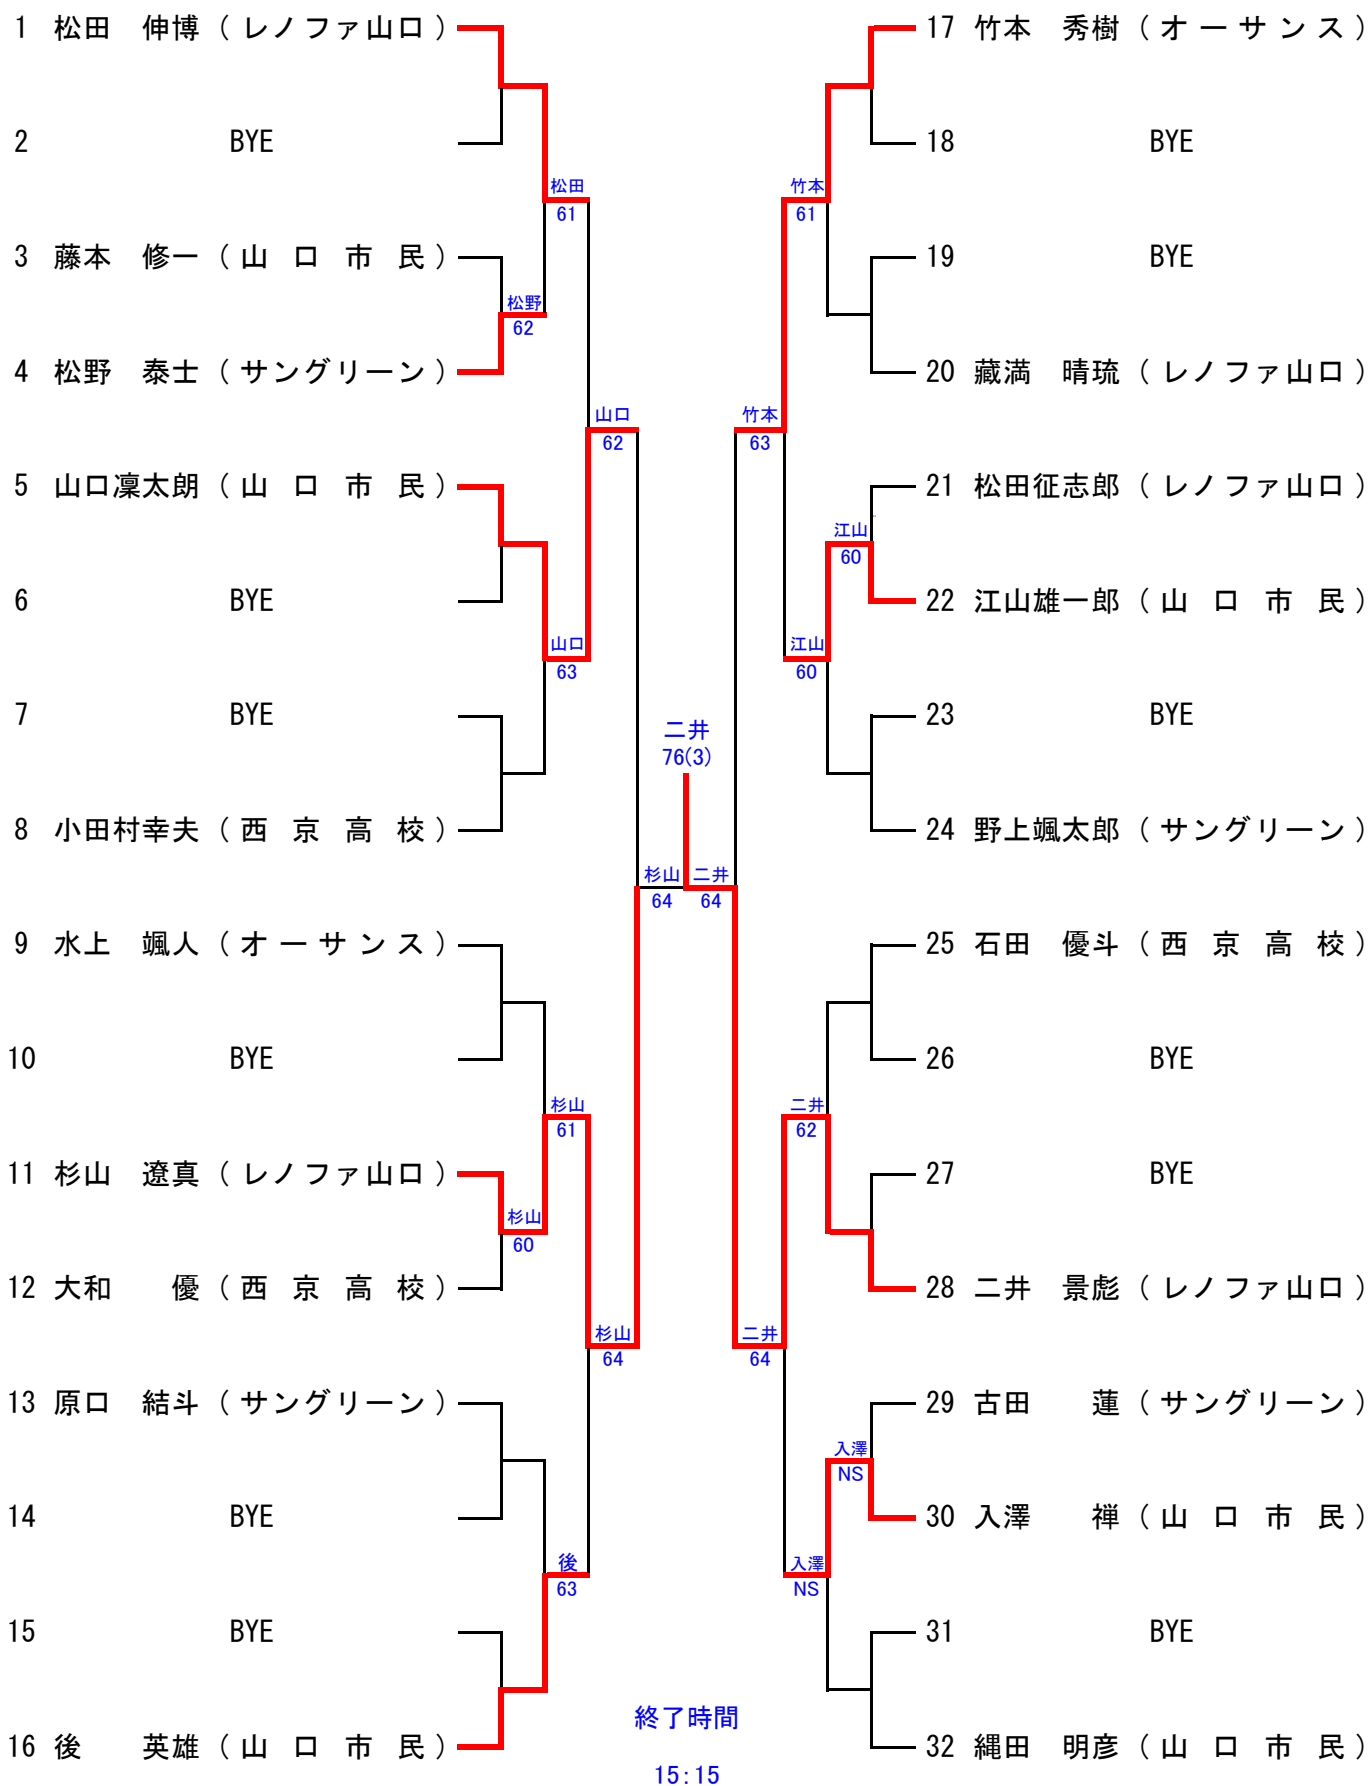 1 松田 伸博 (レノファ山口)
2 BYE
松田
61
3 藤本 修一 (山口市民)
松野
62
4 松野 泰士 (サングリーン)
山口
62
5 山口凜太朗 (山口市民)
6 BYE
山口
63
7 BYE
8 小田村幸夫 (西京高校)
杉山
64
9 水上 颯人 (オーサンス)
10 BYE
杉山
61
11 杉山 遼真 (レノファ山口)
杉山
60
12 大和 優 (西京高校)
杉山
64
13 原口 結斗 (サングリーン)
14 BYE
後
63
15 BYE
16 後 英雄 (山口市民)
二井
76(3)
17 竹本 秀樹 (オーサンス)
18 BYE
竹本
61
19 BYE
20 藏満 晴琉 (レノファ山口)
竹本
63
21 松田征志郎 (レノファ山口)
江山
60
22 江山雄一郎 (山口市民)
江山
60
23 BYE
24 野上颯太郎 (サングリーン)
二井
64
25 石田 優斗 (西京高校)
26 BYE
二井
62
27 BYE
28 二井 景彪 (レノファ山口)
二井
64
29 古田 蓮 (サングリーン)
入澤
NS
30 入澤 禅 (山口市民)
入澤
NS
31 BYE
32 縄田 明彦 (山口市民)
終了時間
15:15